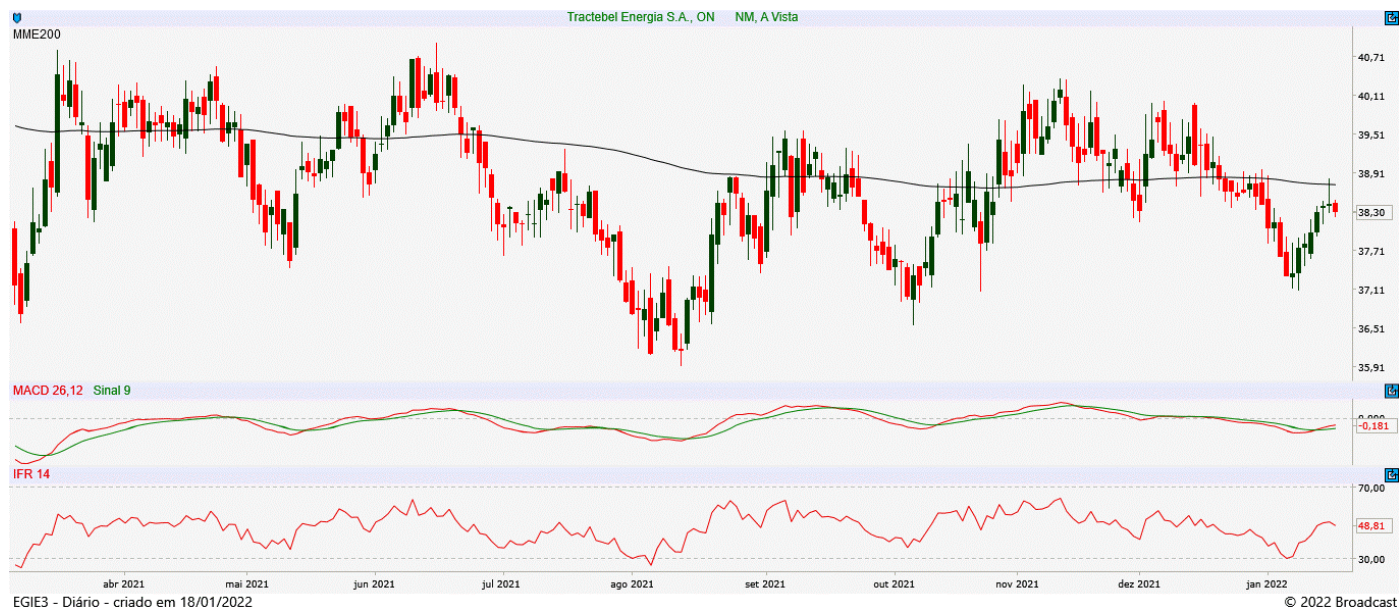 Tractebel Energia S.A., ON NM, A Vista
MME200
40,71
40,11
39,51
38,91
38,30
37,71
37,11
36,51
35,91
MACD 26,12 Sinal 9
-0,181
IFR 14
70,00
48,81
30,00
abr 2021 mai 2021 jun 2021 jul 2021 ago 2021 set 2021 out 2021 nov 2021 dez 2021 jan 2022
EGIE3 - Diário - criado em 18/01/2022 © 2022 Broadcast